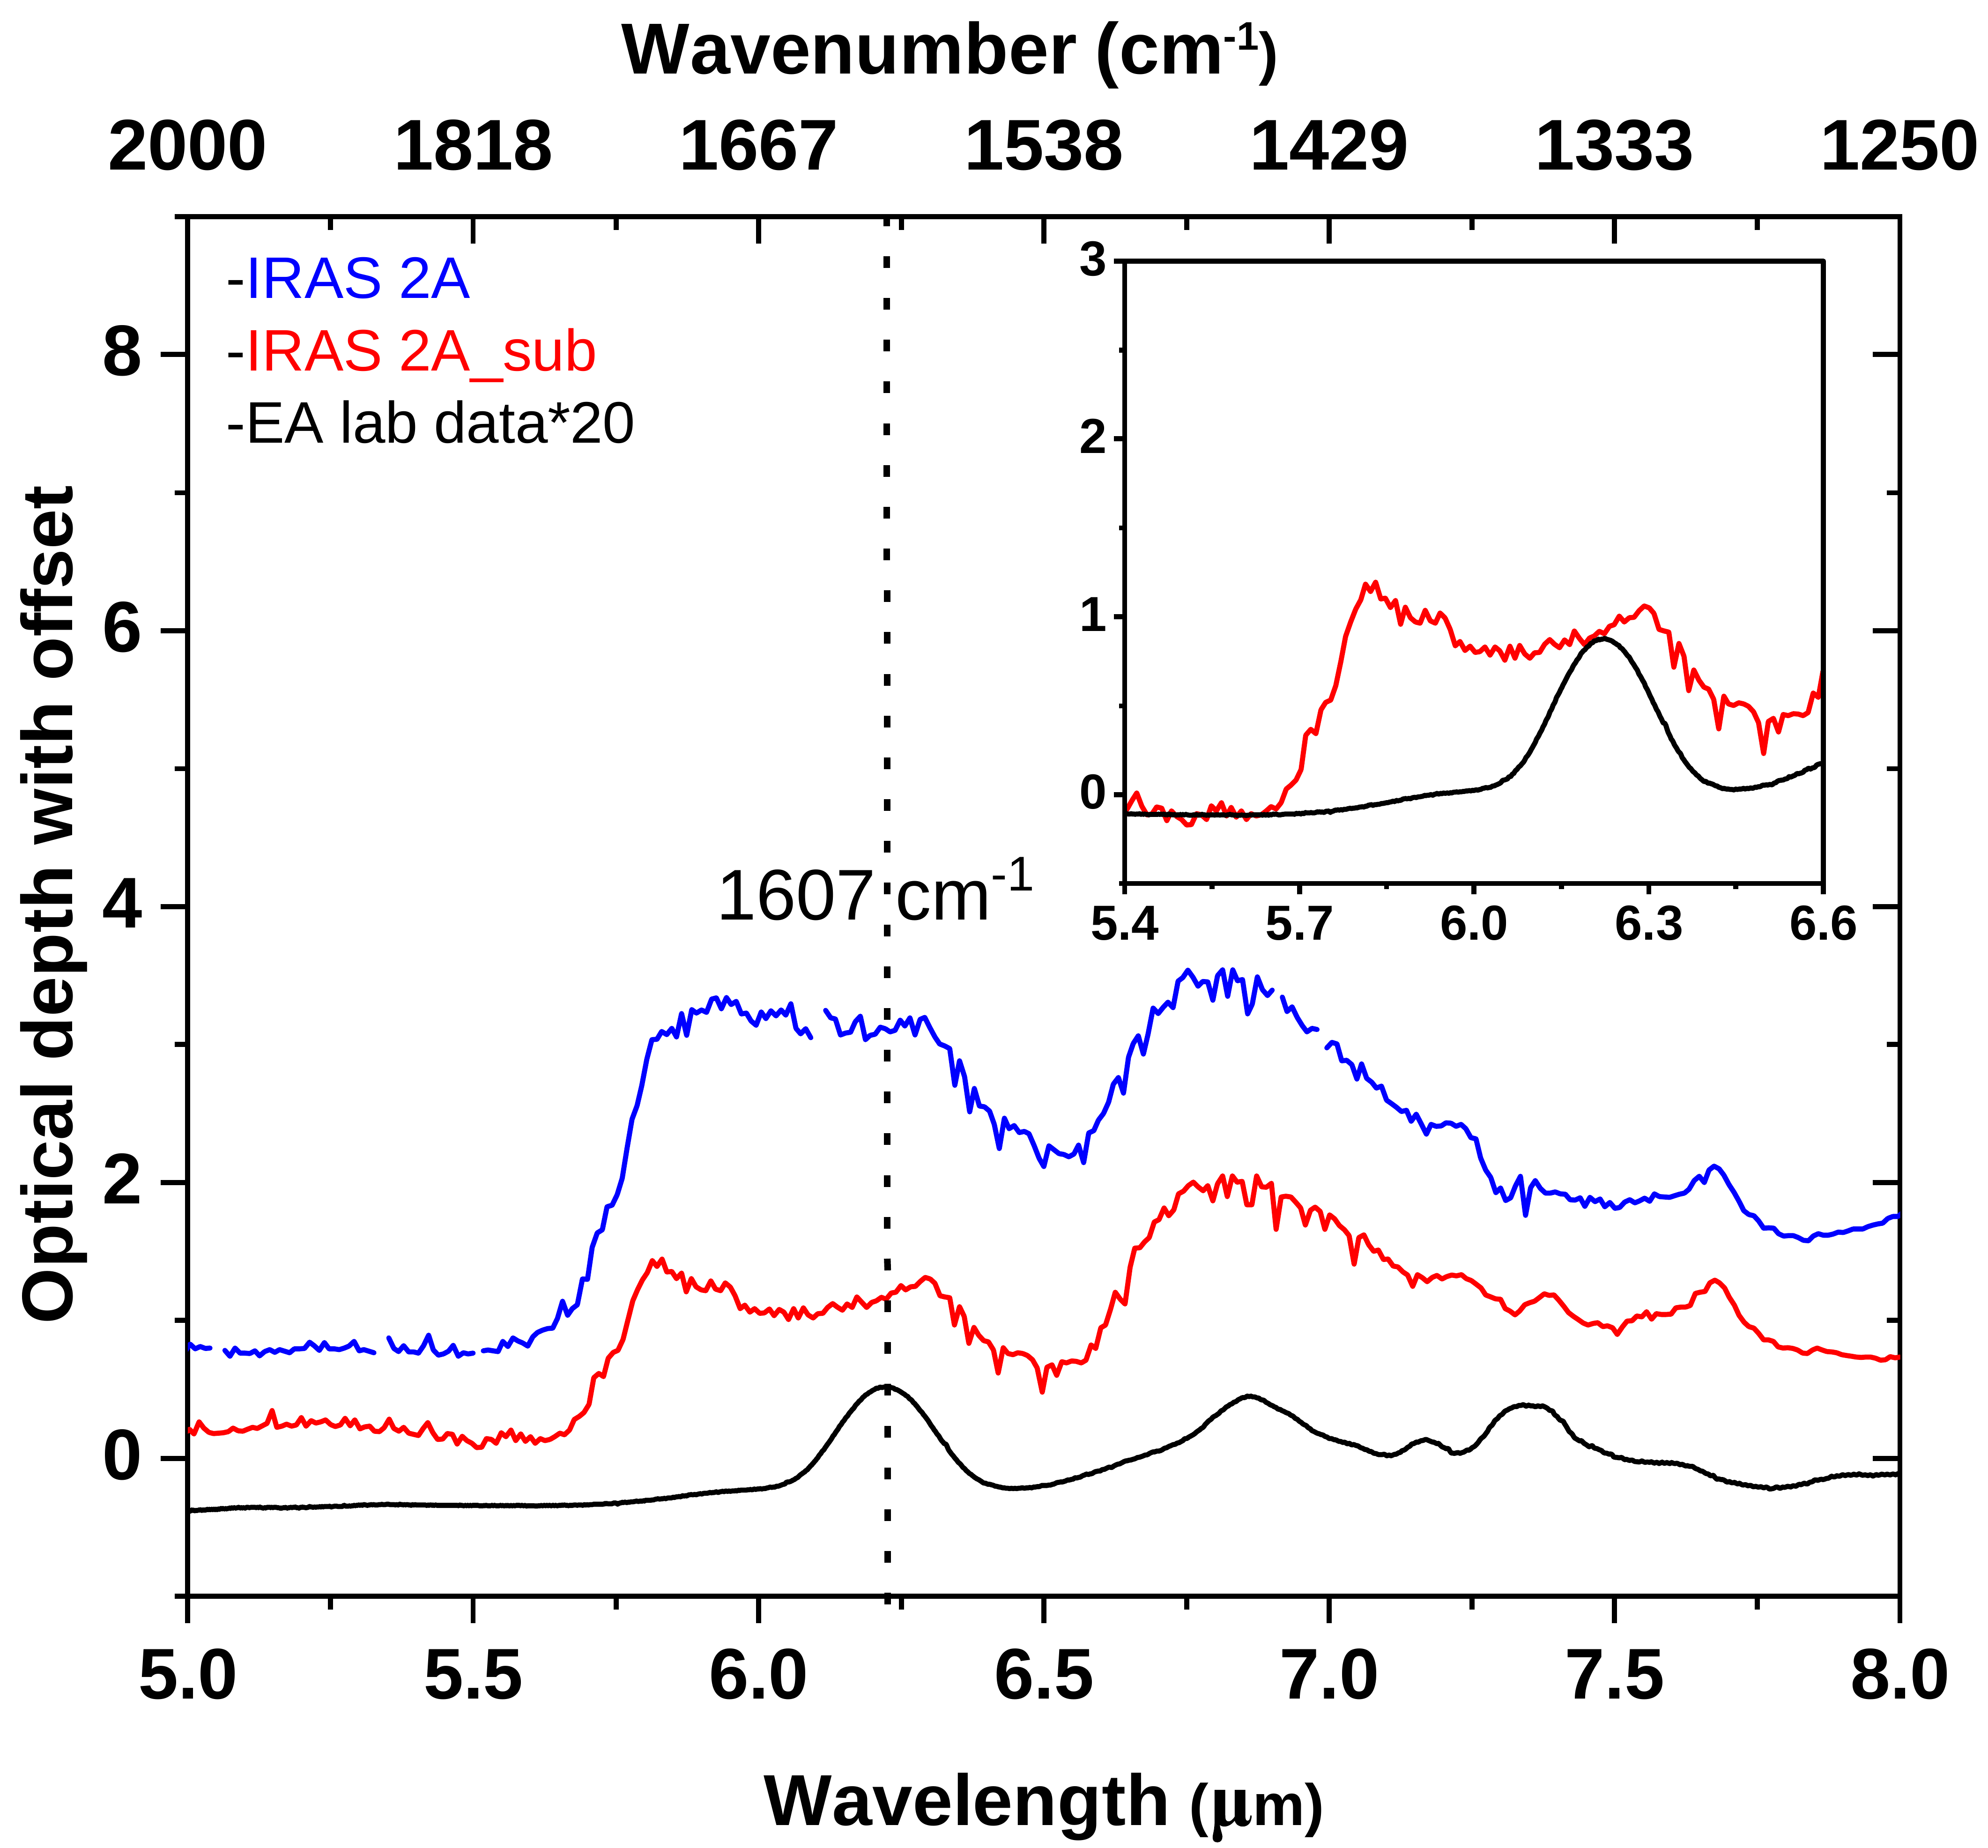 Wavenumber (cm-1)
2000 1818 1667 1538 1429 1333 1250
-IRAS 2A
-IRAS 2A_sub
-EA lab data*20
Optical depth with offset
8
6
4
2
0
3
2
1
0
5.4 5.7 6.0 6.3 6.6
1607 cm-1
5.0 5.5 6.0 6.5 7.0 7.5 8.0
Wavelength (µm)